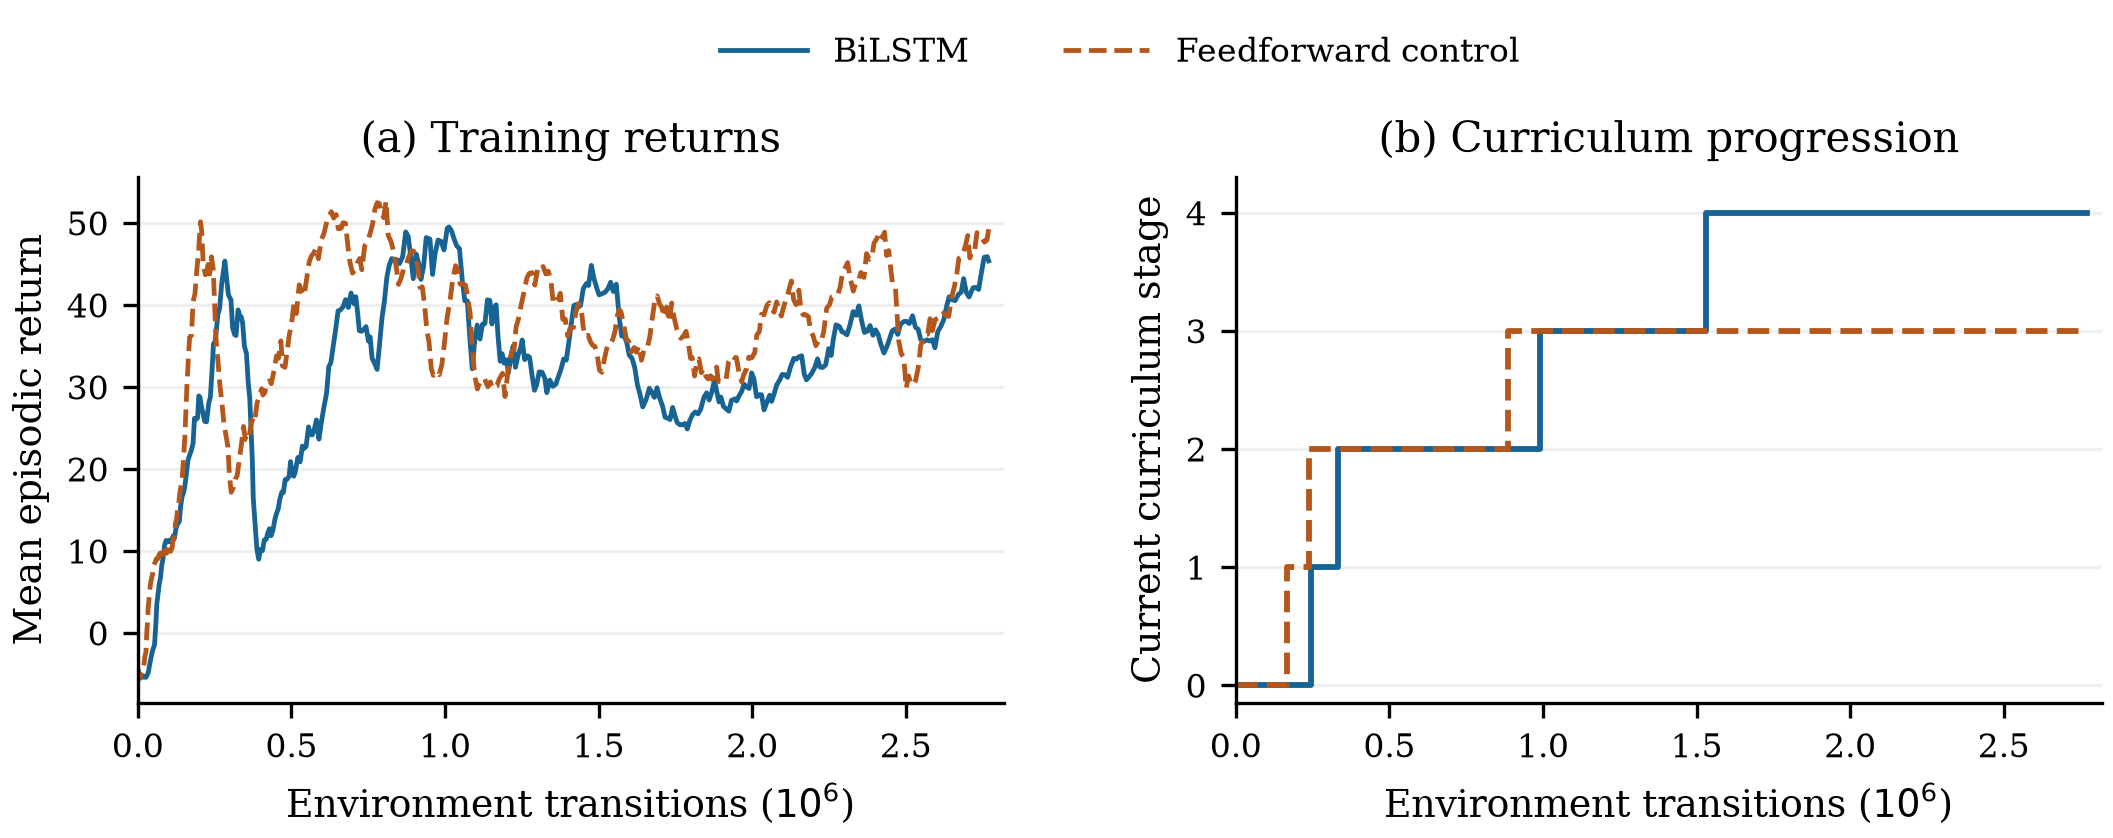 BiLSTM
Feedforward control
(a) Training returns
Mean episodic return
50
40
30
20
10
0
0.0 0.5 1.0 1.5 2.0 2.5
Environment transitions (10⁶)
(b) Curriculum progression
Current curriculum stage
4
3
2
1
0
0.0 0.5 1.0 1.5 2.0 2.5
Environment transitions (10⁶)